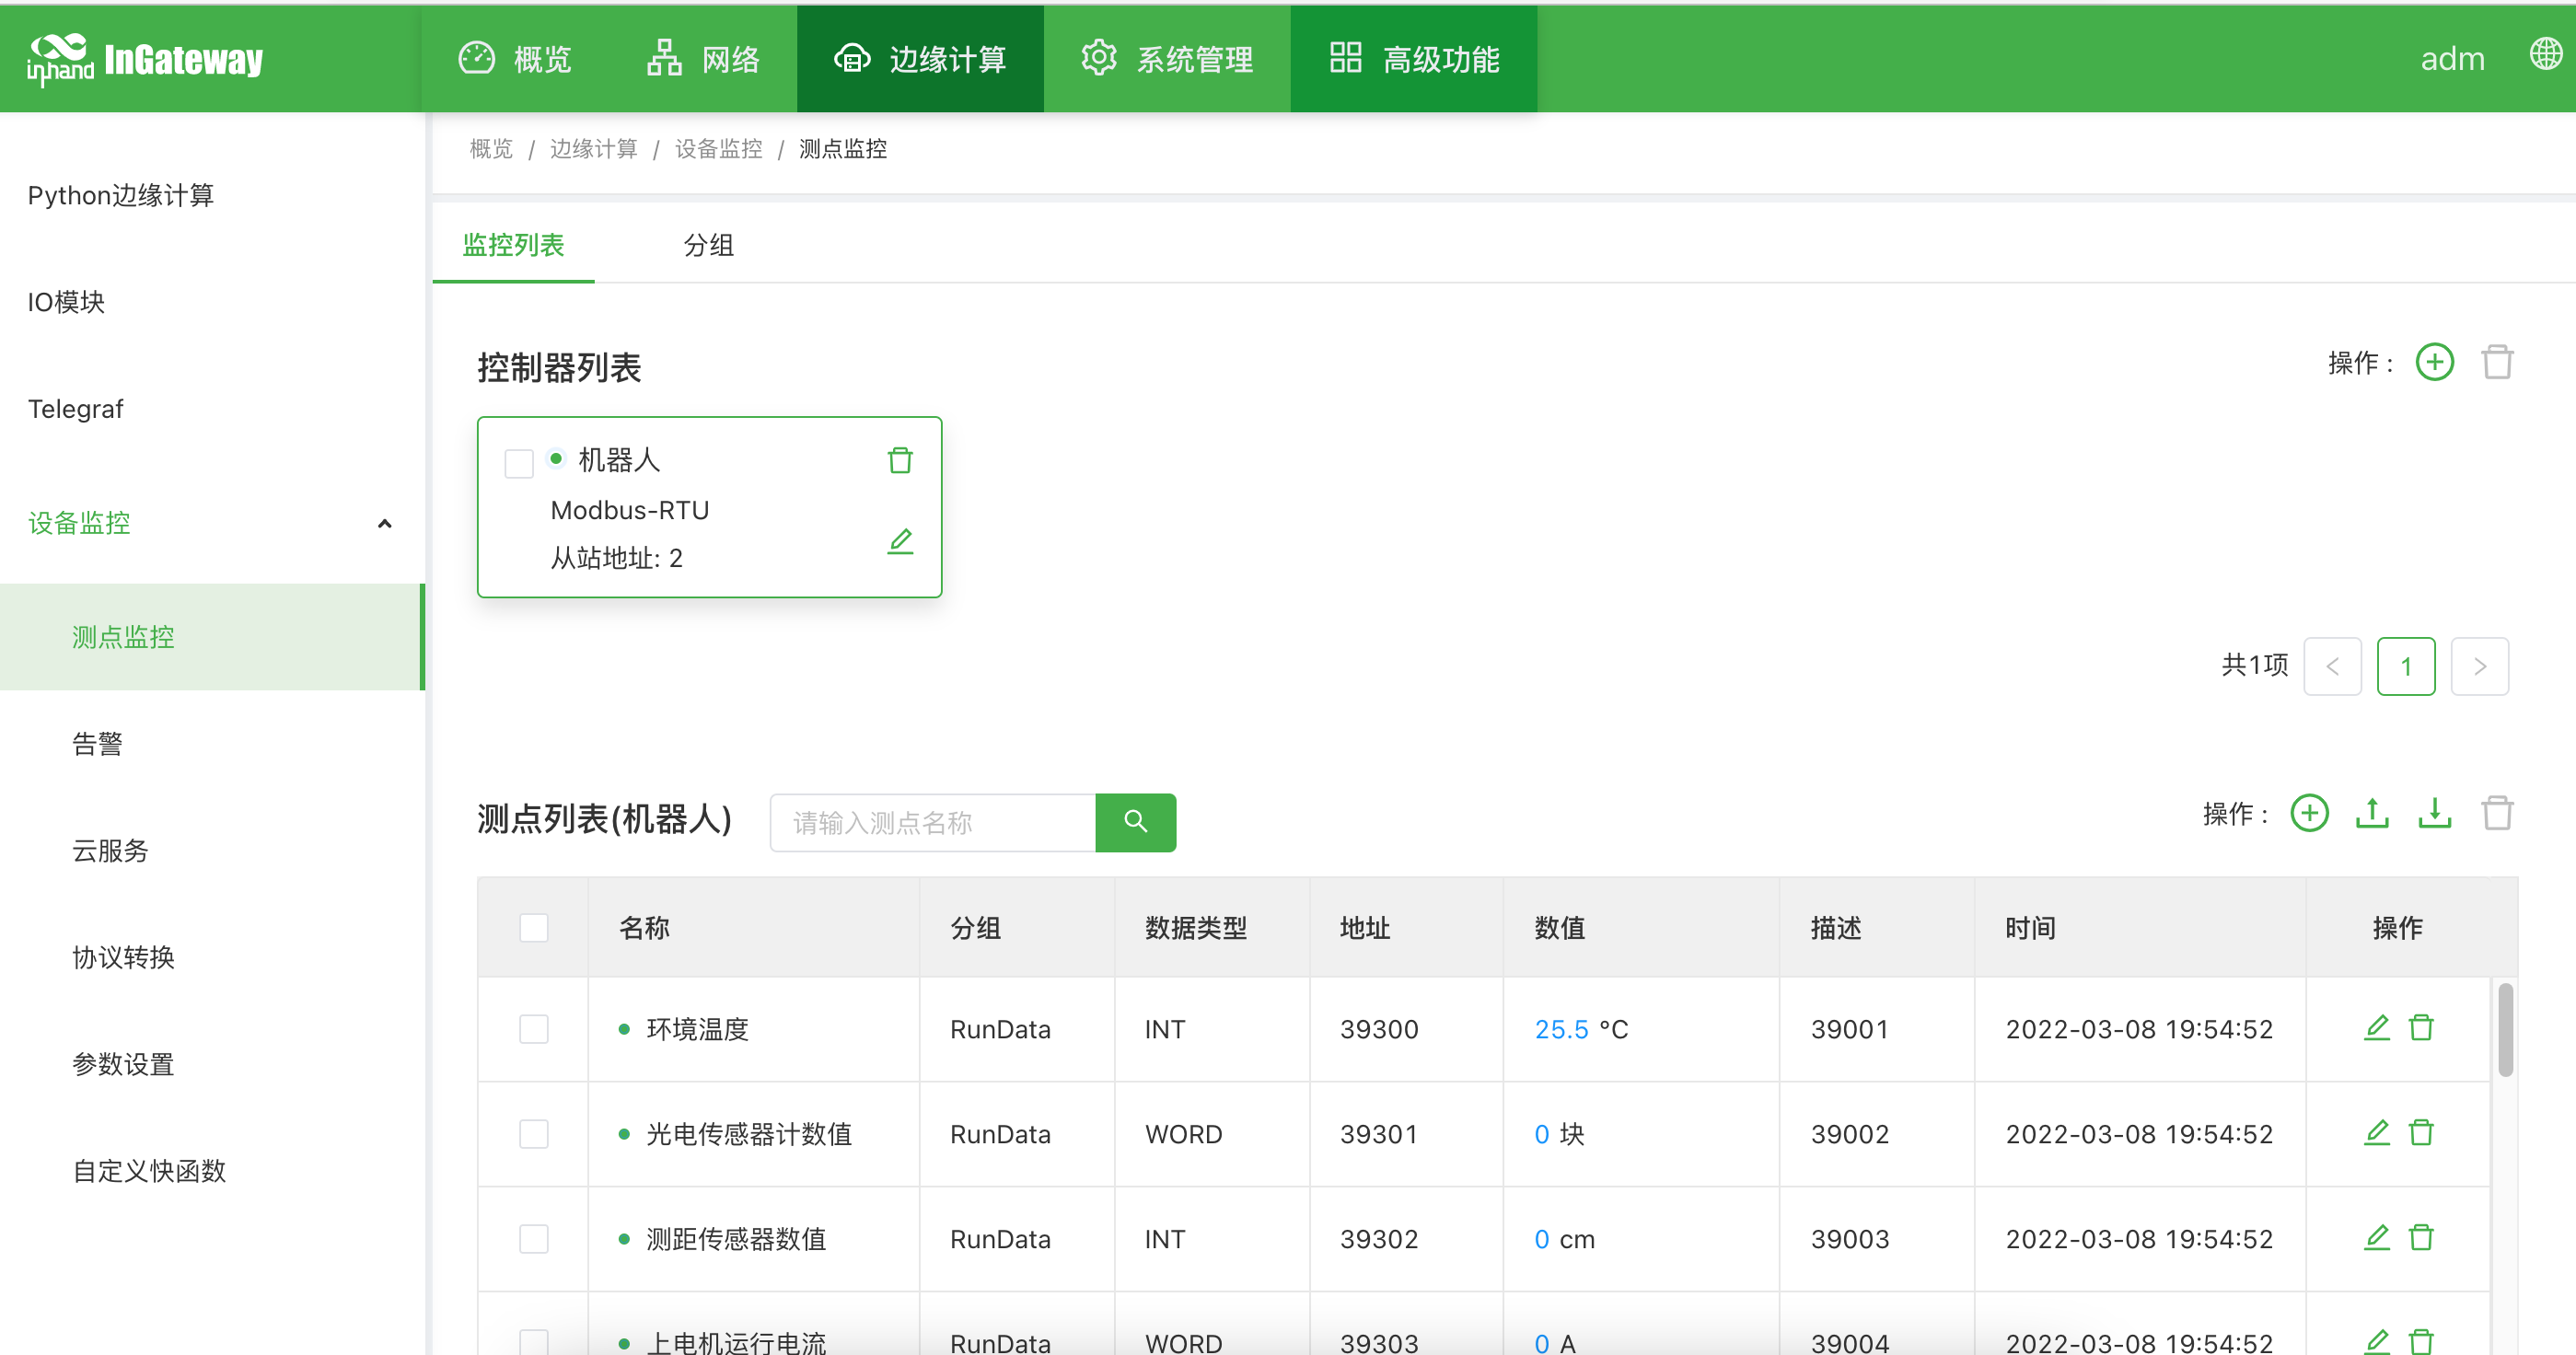 inhand InGateway
概览 网络 边缘计算 系统管理 高级功能 adm
概览 / 边缘计算 / 设备监控 / 测点监控
Python边缘计算
IO模块
Telegraf
设备监控
测点监控
告警
云服务
协议转换
参数设置
自定义快函数
监控列表 分组
控制器列表 操作 :
机器人
Modbus-RTU
从站地址: 2
共1项 < 1 >
测点列表(机器人) 请输入测点名称 操作 :
名称 分组 数据类型 地址 数值 描述 时间 操作
环境温度 RunData INT 39300 25.5 °C 39001 2022-03-08 19:54:52
光电传感器计数值 RunData WORD 39301 0 块 39002 2022-03-08 19:54:52
测距传感器数值 RunData INT 39302 0 cm 39003 2022-03-08 19:54:52
上电机运行电流 RunData WORD 39303 0 A 39004 2022-03-08 19:54:52